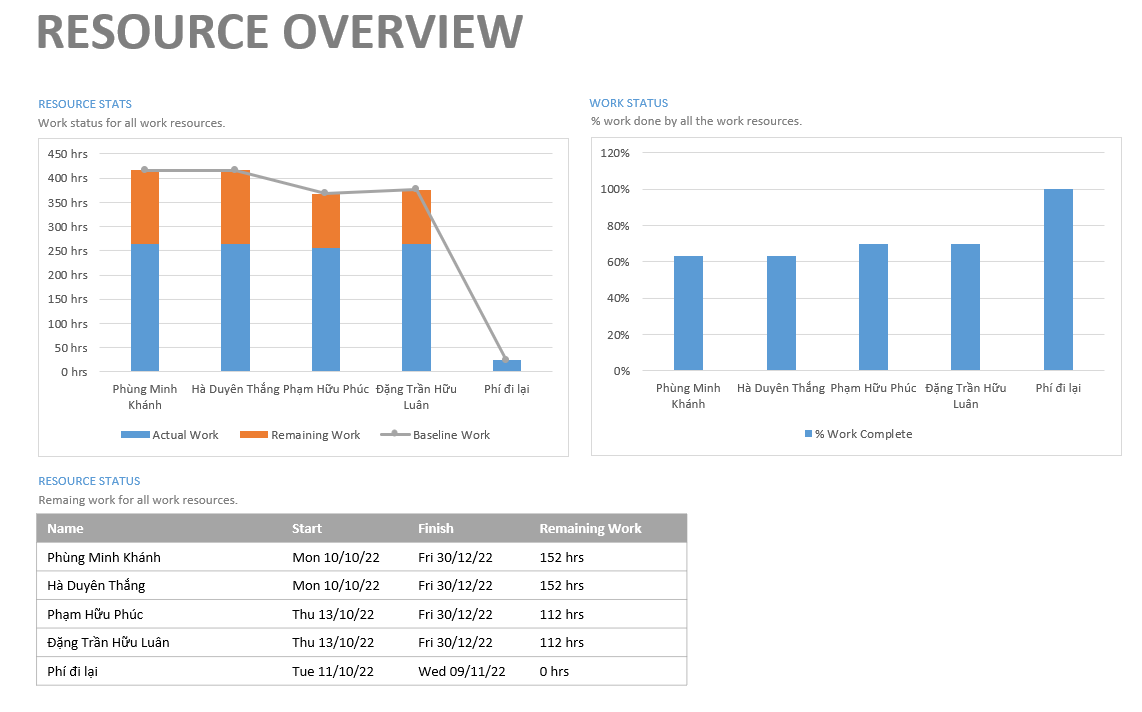 RESOURCE OVERVIEW
RESOURCE STATS
Work status for all work resources.
450 hrs
400 hrs
350 hrs
300 hrs
250 hrs
200 hrs
150 hrs
100 hrs
50 hrs
0 hrs
Phùng Minh Khánh
Hà Duyên Thắng
Phạm Hữu Phúc
Đặng Trần Hữu Luân
Phí đi lại
Actual Work
Remaining Work
Baseline Work
WORK STATUS
% work done by all the work resources.
120%
100%
80%
60%
40%
20%
0%
Phùng Minh Khánh
Hà Duyên Thắng
Phạm Hữu Phúc
Đặng Trần Hữu Luân
Phí đi lại
% Work Complete
RESOURCE STATUS
Remaing work for all work resources.
Name Start Finish Remaining Work
Phùng Minh Khánh Mon 10/10/22 Fri 30/12/22 152 hrs
Hà Duyên Thắng Mon 10/10/22 Fri 30/12/22 152 hrs
Phạm Hữu Phúc Thu 13/10/22 Fri 30/12/22 112 hrs
Đặng Trần Hữu Luân Thu 13/10/22 Fri 30/12/22 112 hrs
Phí đi lại Tue 11/10/22 Wed 09/11/22 0 hrs